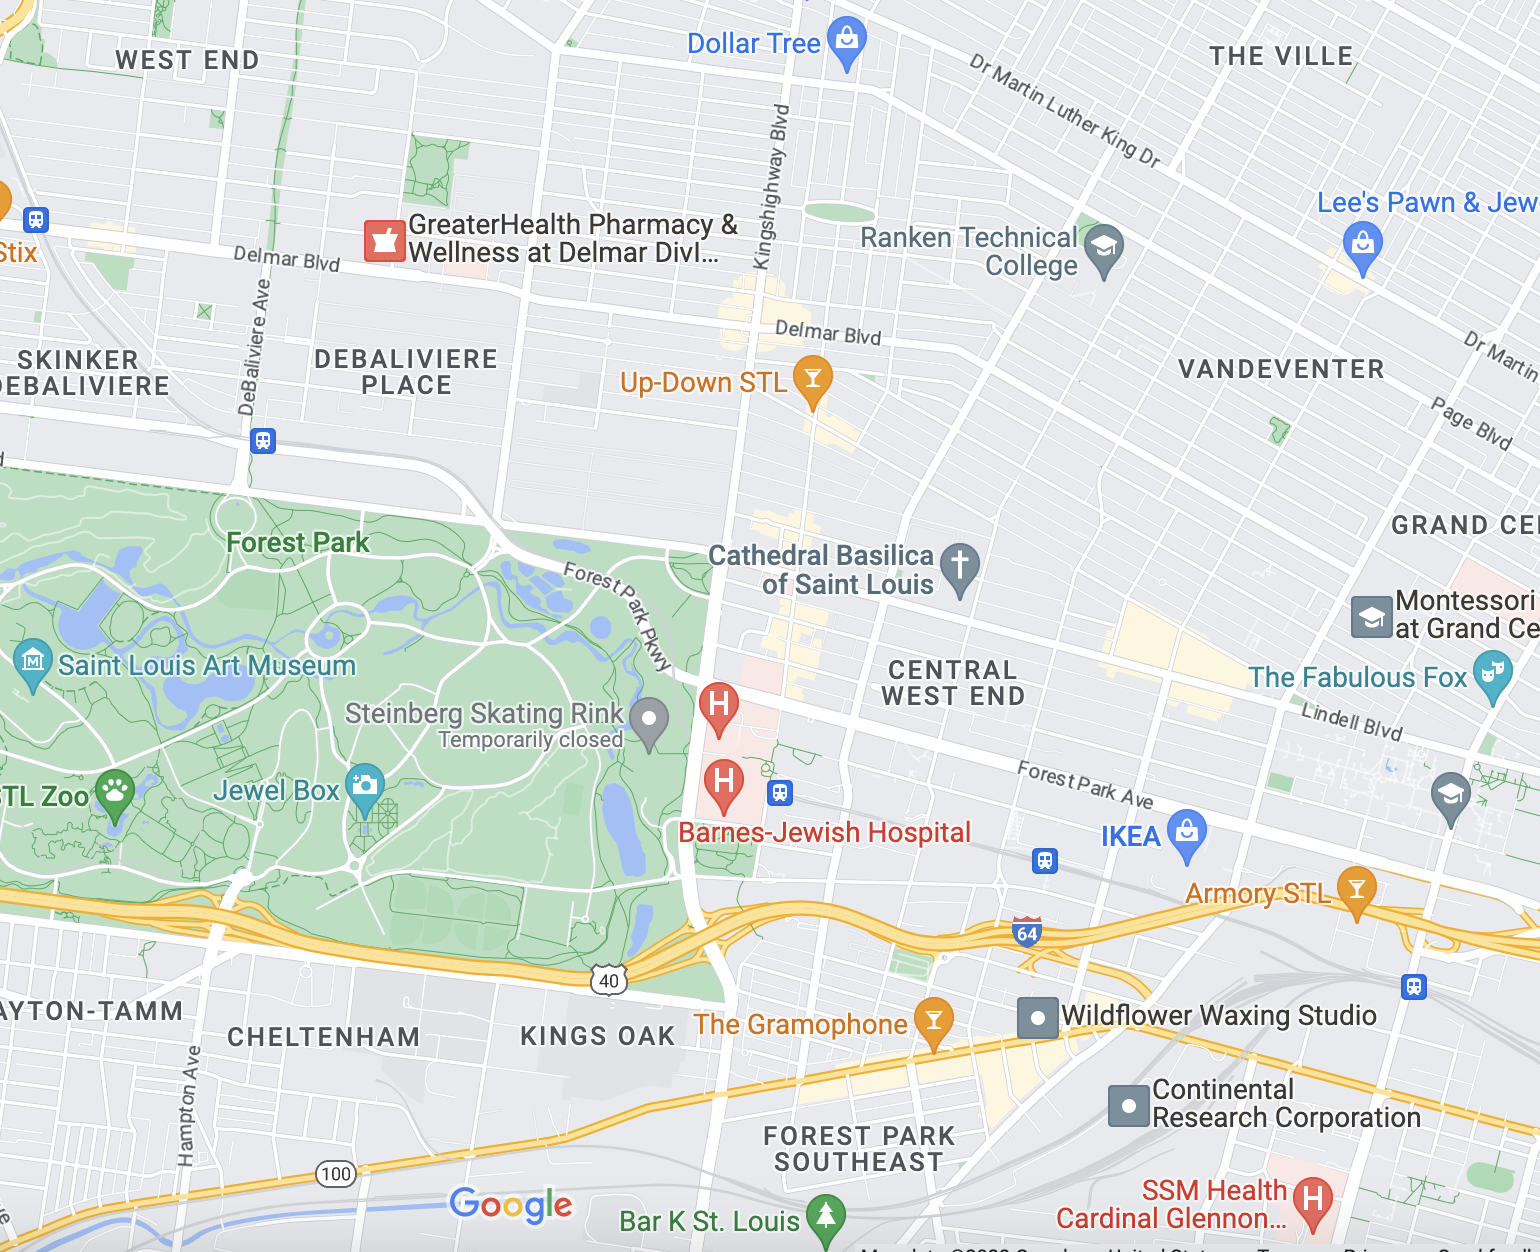 WEST END
Dollar Tree
THE VILLE
Dr Martin Luther King Dr
Kingshighway Blvd
Lee's Pawn & Jew
GreaterHealth Pharmacy &
Wellness at Delmar Divl...
Ranken Technical
College
Stix
Delmar Blvd
DeBaliviere Ave
Delmar Blvd
SKINKER
DEBALIVIERE
DEBALIVIERE
PLACE
Up-Down STL
VANDEVENTER
Dr Martin
Page Blvd
GRAND CE
Forest Park
Cathedral Basilica
of Saint Louis
Forest Park Pkwy
Montessori
at Grand Ce
Saint Louis Art Museum
CENTRAL
WEST END
The Fabulous Fox
Steinberg Skating Rink
Temporarily closed
H
Lindell Blvd
STL Zoo
Jewel Box
H
Forest Park Ave
Barnes-Jewish Hospital
IKEA
Armory STL
64
40
AYTON-TAMM
CHELTENHAM
KINGS OAK
The Gramophone
Wildflower Waxing Studio
Hampton Ave
Continental
Research Corporation
FOREST PARK
SOUTHEAST
100
Google
Bar K St. Louis
SSM Health
Cardinal Glennon...
H